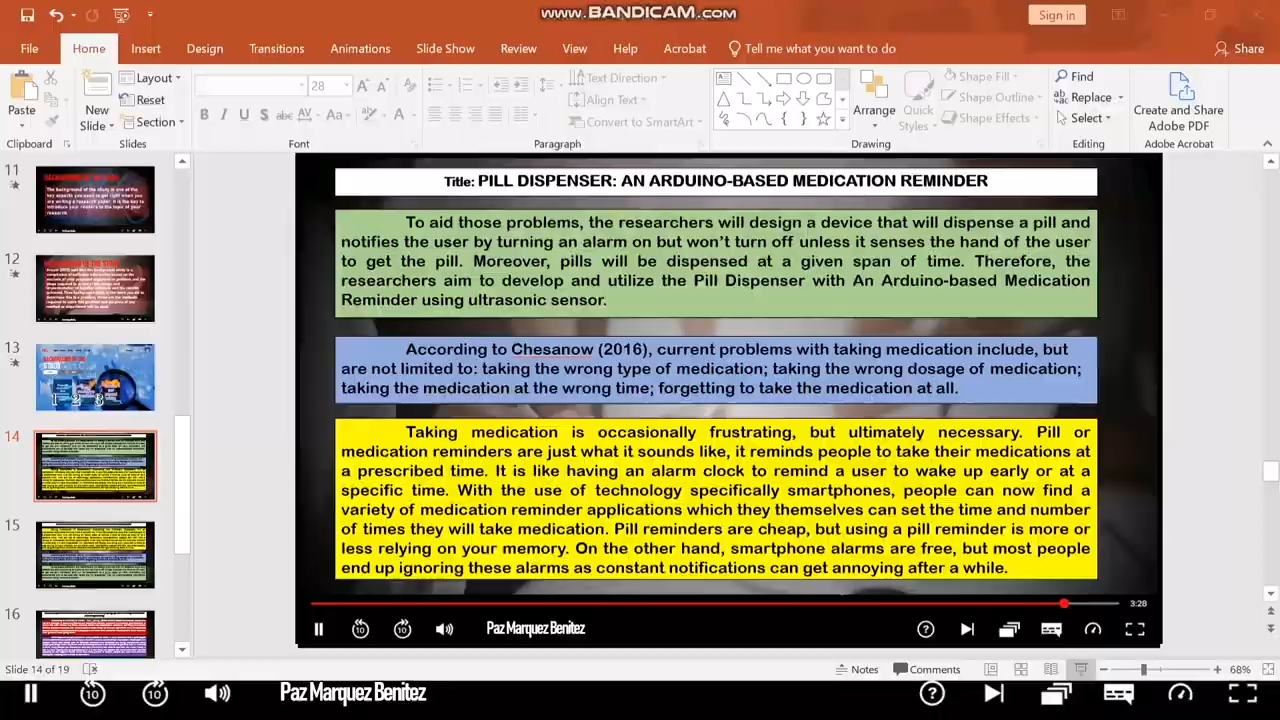 www.BANDICAM.com
Sign in
File Home Insert Design Transitions Animations Slide Show Review View Help Acrobat Tell me what you want to do Share
Paste
New Slide
Layout
Reset
Section
28
Text Direction
Align Text
Convert to SmartArt
Arrange
Quick Styles
Shape Fill
Shape Outline
Shape Effects
Find
Replace
Select
Create and Share Adobe PDF
Clipboard Slides Font Paragraph Drawing Editing Adobe Acrobat
11
12
13
14
15
16
Title: PILL DISPENSER: AN ARDUINO-BASED MEDICATION REMINDER
To aid those problems, the researchers will design a device that will dispense a pill and
notifies the user by turning an alarm on but won't turn off unless it senses the hand of the user
to get the pill. Moreover, pills will be dispensed at a given span of time. Therefore, the
researchers aim to develop and utilize the Pill Dispenser with An Arduino-based Medication
Reminder using ultrasonic sensor.
According to Chesanow (2016), current problems with taking medication include, but
are not limited to: taking the wrong type of medication; taking the wrong dosage of medication;
taking the medication at the wrong time; forgetting to take the medication at all.
Taking medication is occasionally frustrating, but ultimately necessary. Pill or
medication reminders are just what it sounds like, it reminds people to take their medications at
a prescribed time. It is like having an alarm clock to remind a user to wake up early or at a
specific time. With the use of technology specifically smartphones, people can now find a
variety of medication reminder applications which they themselves can set the time and number
of times they will take medication. Pill reminders are okay, but using a pill reminder is more or
less relying on your memory. On the other hand, smartphone alarms are free, but most people
end up ignoring these alarms as constant notifications can get annoying after a while.
3:28
10 10 Paz Marquez Benitez
Slide 14 of 19 Notes Comments 68%
10 10 Paz Marquez Benitez